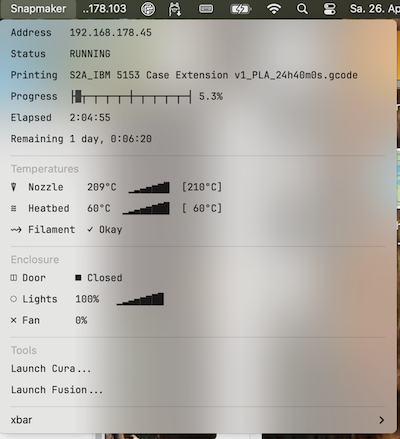 Snapmaker ..178.103 Sa. 26. Ap
Address 192.168.178.45
Status RUNNING
Printing S2A_IBM 5153 Case Extension v1_PLA_24h40m0s.gcode
Progress 5.3%
Elapsed 2:04:55
Remaining 1 day, 0:06:20
Temperatures
Nozzle 209°C [210°C]
Heatbed 60°C [ 60°C]
Filament ✓ Okay
Enclosure
Door ■ Closed
Lights 100%
Fan 0%
Tools
Launch Cura...
Launch Fusion...
xbar